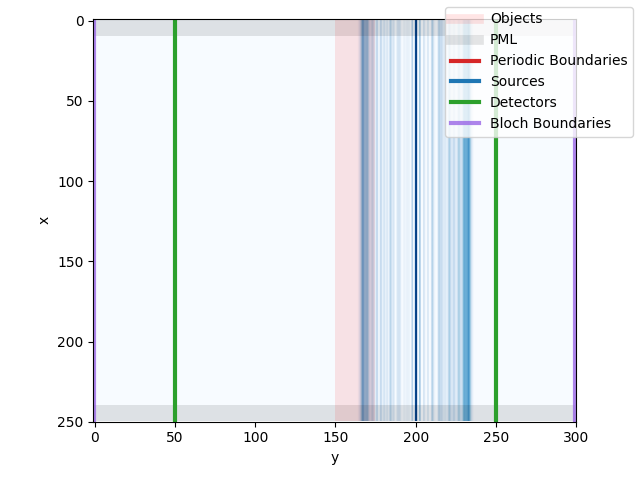 Objects
PML
Periodic Boundaries
Sources
Detectors
Bloch Boundaries
0
50
100
150
200
250
x
0
50
100
150
200
250
300
y